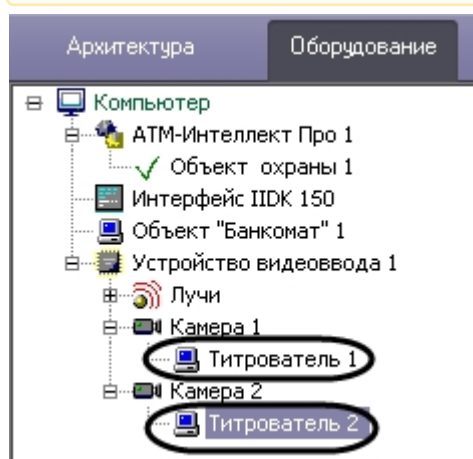 Архитектура Оборудование
Компьютер
АТМ-Интеллект Про 1
Объект охраны 1
Интерфейс IIDK 150
Объект "Банкомат" 1
Устройство видеоввода 1
Лучи
Камера 1
Титрователь 1
Камера 2
Титрователь 2